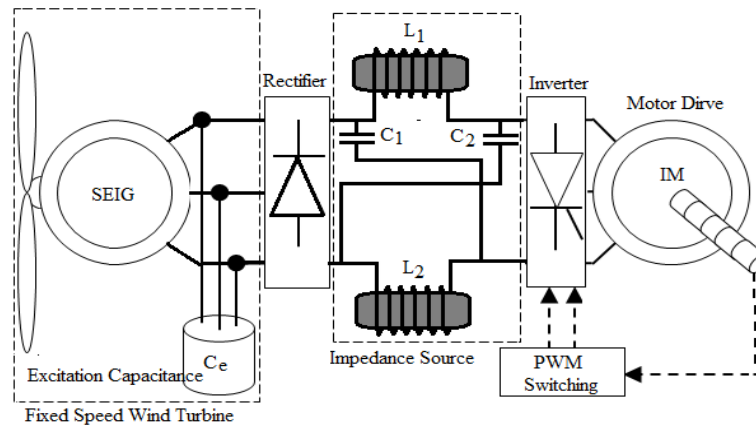 L1
Rectifier
Inverter
Motor Dirve
C1
C2
SEIG
IM
L2
Ce
Excitation Capacitance
Impedance Source
PWM
Switching
Fixed Speed Wind Turbine